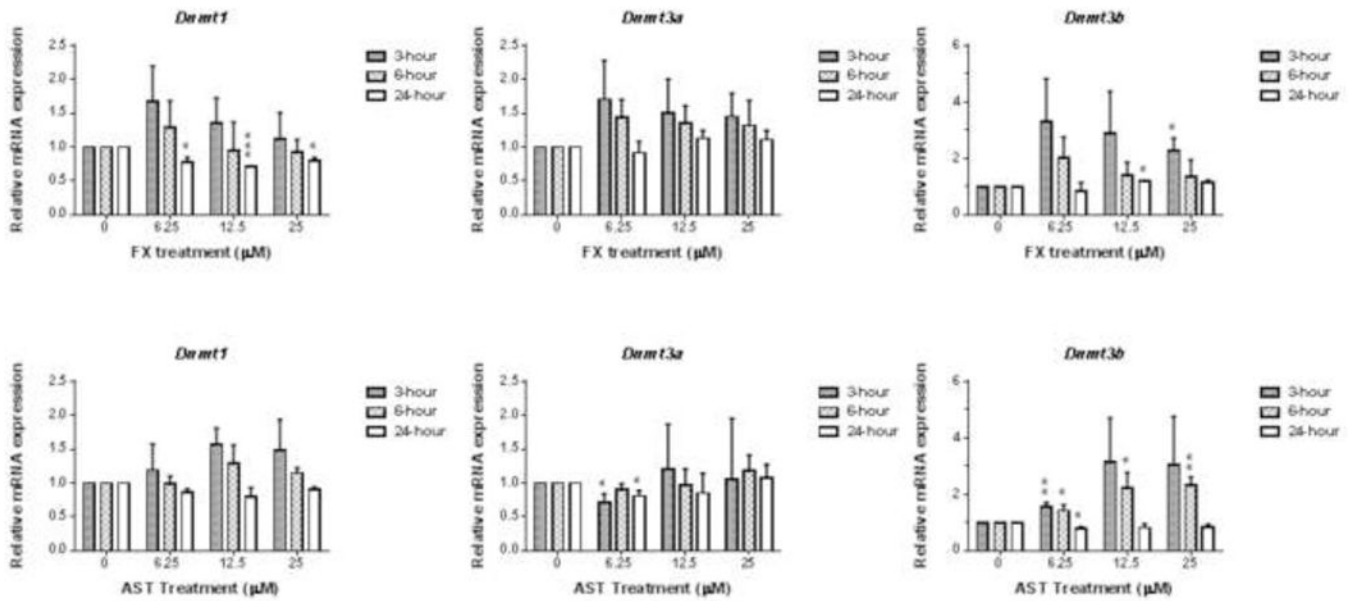 Dnmt1
Relative mRNA expression
2.5
2.0
1.5
1.0
0.5
0.0
*
***
*
0 6.25 12.5 25
FX treatment (μM)
3-hour
6-hour
24-hour
Dnmt3a
Relative mRNA expression
2.5
2.0
1.5
1.0
0.5
0.0
0 6.25 12.5 25
FX treatment (μM)
3-hour
6-hour
24-hour
Dnmt3b
Relative mRNA expression
6
4
2
0
*
*
0 6.25 12.5 25
FX treatment (μM)
3-hour
6-hour
24-hour
Dnmt1
Relative mRNA expression
2.5
2.0
1.5
1.0
0.5
0.0
0 6.25 12.5 25
AST Treatment (μM)
3-hour
6-hour
24-hour
Dnmt3a
Relative mRNA expression
2.5
2.0
1.5
1.0
0.5
0.0
* *
0 6.25 12.5 25
AST Treatment (μM)
3-hour
6-hour
24-hour
Dnmt3b
Relative mRNA expression
6
4
2
0
** * * * **
0 6.25 12.5 25
AST Treatment (μM)
3-hour
6-hour
24-hour